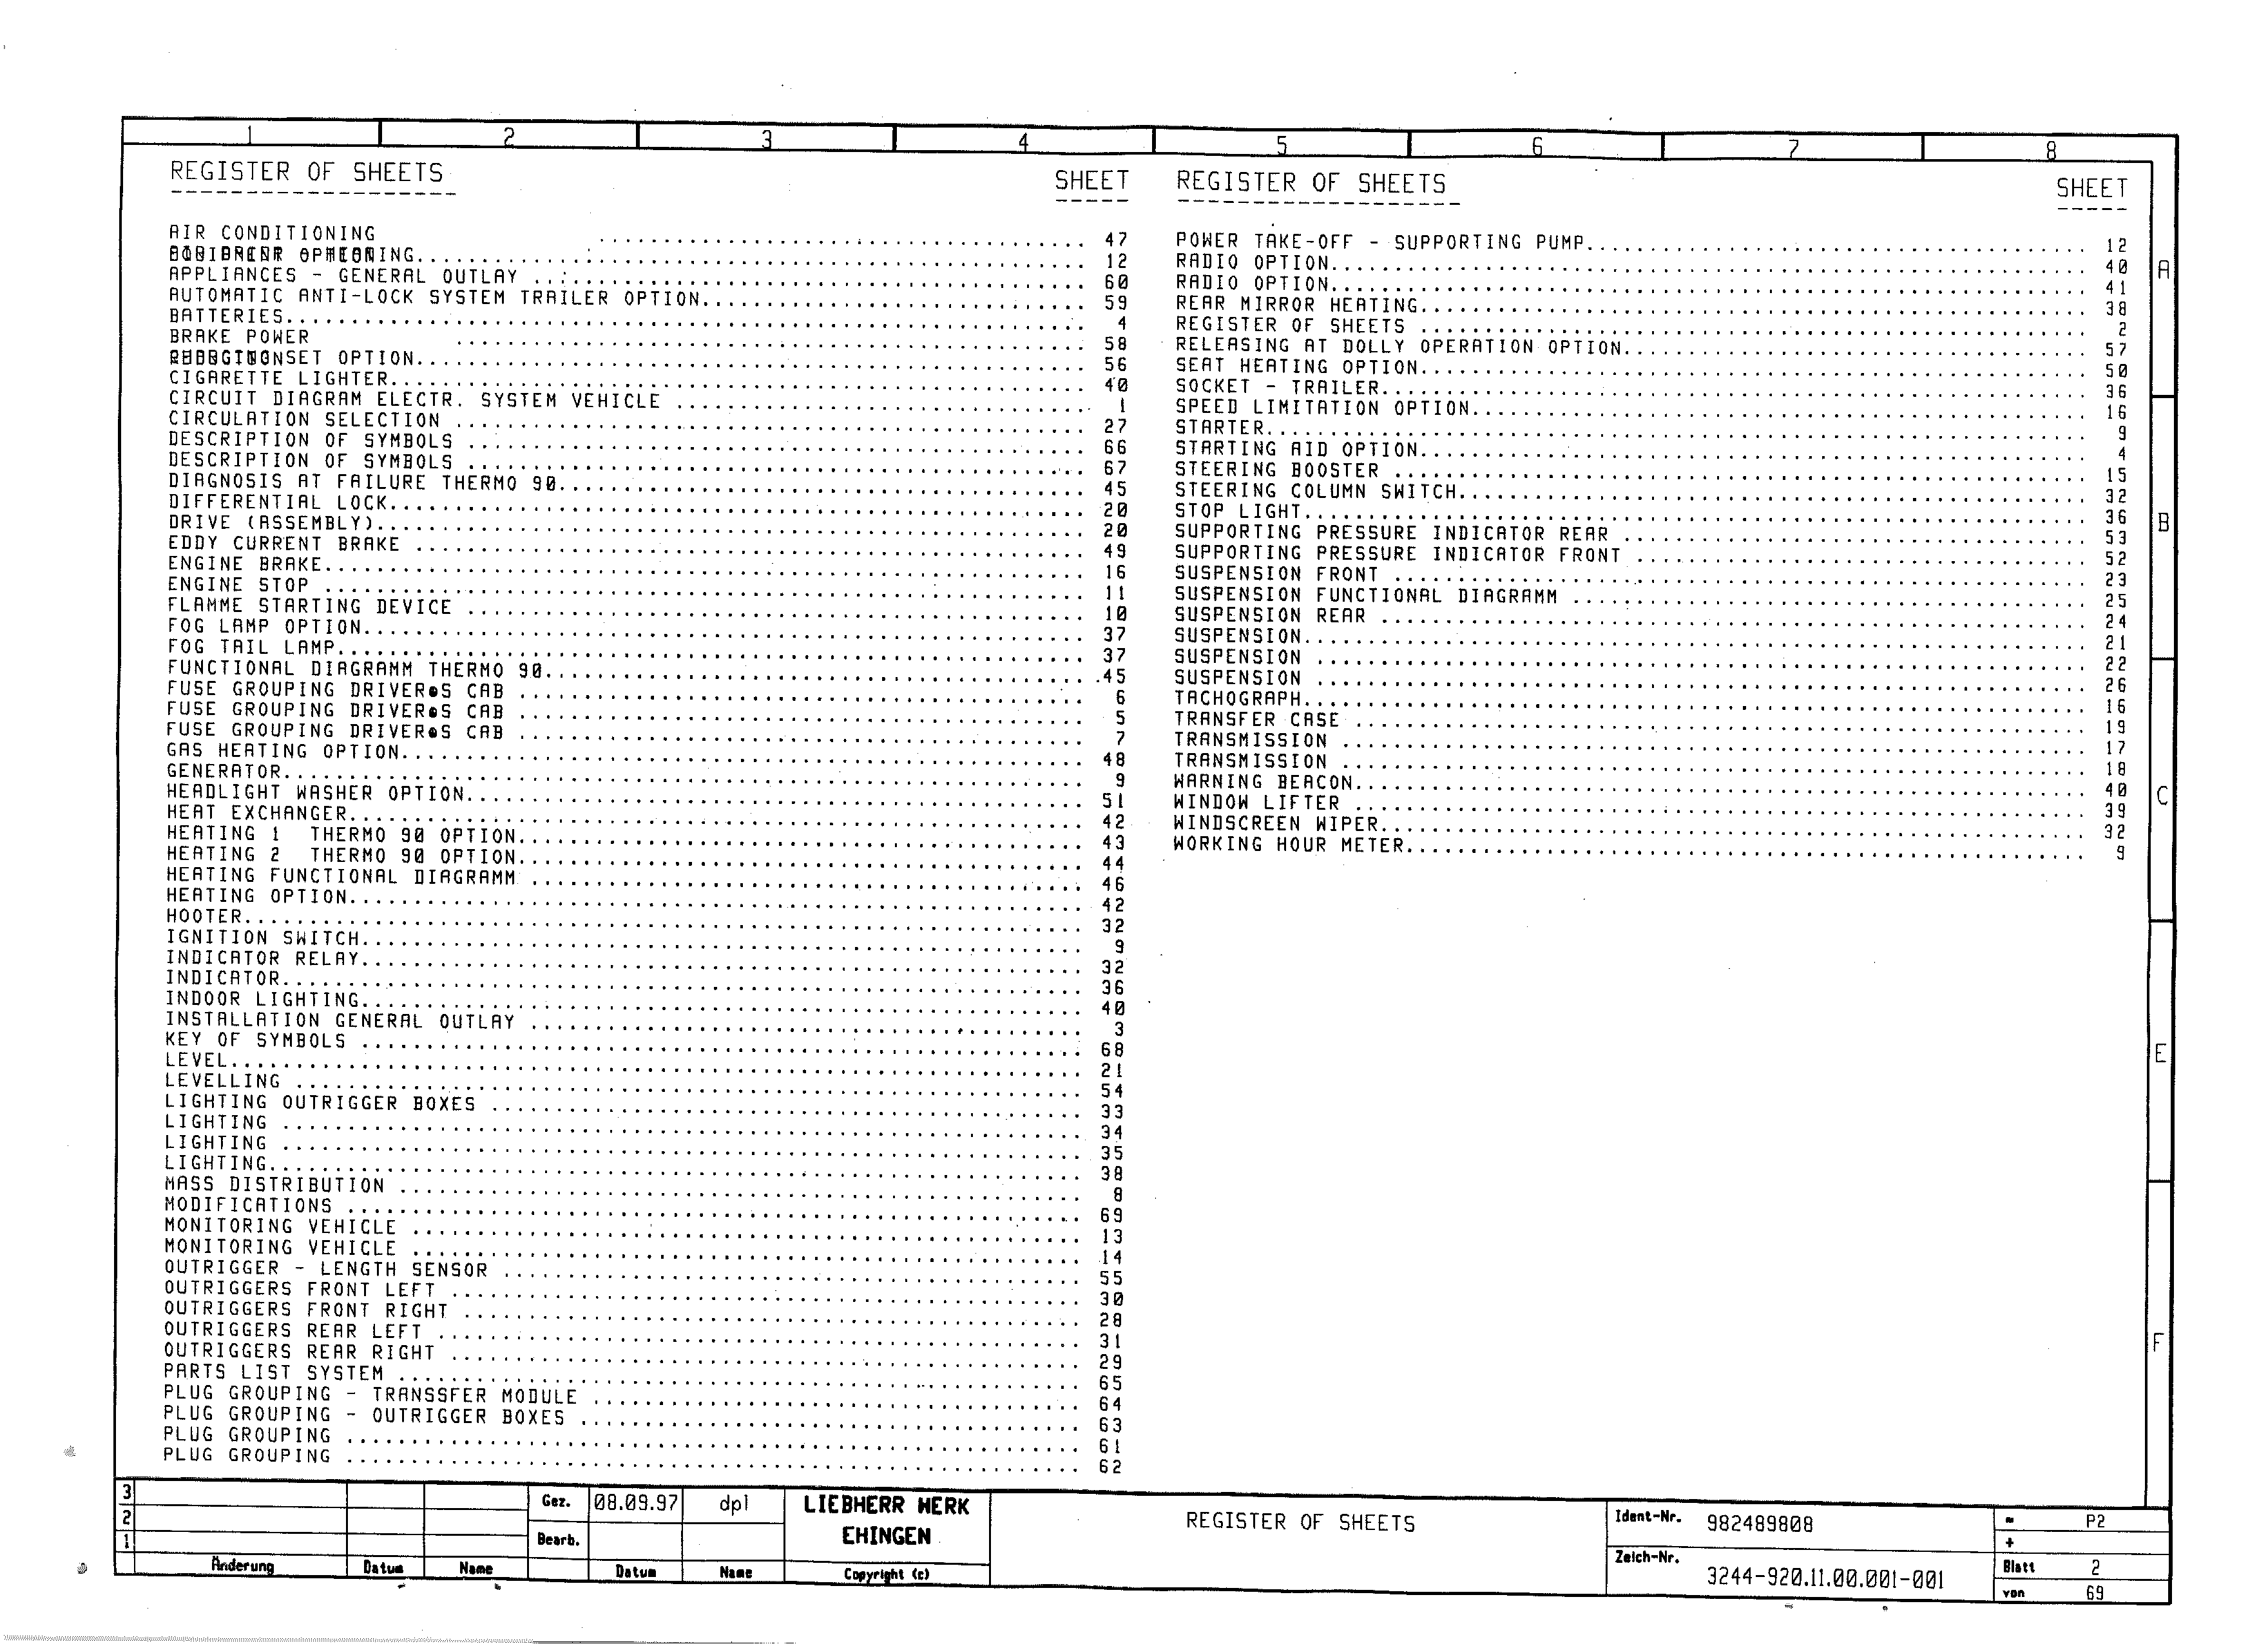 1 2 3 4 5 6 7 8
REGISTER OF SHEETS SHEET
AIR CONDITIONING ........ 47
........ 12
APPLIANCES - GENERAL OUTLAY ........ 60
AUTOMATIC ANTI-LOCK SYSTEM TRAILER OPTION........ 59
BATTERIES........ 4
BRAKE POWER ........ 58
SET OPTION........ 56
CIGARETTE LIGHTER........ 40
CIRCUIT DIAGRAM ELECTR. SYSTEM VEHICLE ........ 1
CIRCULATION SELECTION ........ 27
DESCRIPTION OF SYMBOLS ........ 66
DESCRIPTION OF SYMBOLS ........ 67
DIAGNOSIS AT FAILURE THERMO 90........ 45
DIFFERENTIAL LOCK........ 20
DRIVE (ASSEMBLY)........ 20
EDDY CURRENT BRAKE ........ 49
ENGINE BRAKE........ 16
ENGINE STOP ........ 11
FLAMME STARTING DEVICE ........ 10
FOG LAMP OPTION........ 37
FOG TAIL LAMP........ 37
FUNCTIONAL DIAGRAMM THERMO 90........ 45
FUSE GROUPING DRIVER●S CAB ........ 6
FUSE GROUPING DRIVER●S CAB ........ 5
FUSE GROUPING DRIVER●S CAB ........ 7
GAS HEATING OPTION........ 48
GENERATOR........ 9
HEADLIGHT WASHER OPTION........ 51
HEAT EXCHANGER........ 42
HEATING 1 THERMO 90 OPTION........ 43
HEATING 2 THERMO 90 OPTION........ 44
HEATING FUNCTIONAL DIAGRAMM ........ 46
HEATING OPTION........ 42
HOOTER........ 32
IGNITION SWITCH........ 9
INDICATOR RELAY........ 32
INDICATOR........ 36
INDOOR LIGHTING........ 40
INSTALLATION GENERAL OUTLAY ........ 3
KEY OF SYMBOLS ........ 68
LEVEL........ 21
LEVELLING ........ 54
LIGHTING OUTRIGGER BOXES ........ 33
LIGHTING ........ 34
LIGHTING ........ 35
LIGHTING........ 38
MASS DISTRIBUTION ........ 8
MODIFICATIONS ........ 69
MONITORING VEHICLE ........ 13
MONITORING VEHICLE ........ 14
OUTRIGGER - LENGTH SENSOR ........ 55
OUTRIGGERS FRONT LEFT ........ 30
OUTRIGGERS FRONT RIGHT ........ 28
OUTRIGGERS REAR LEFT ........ 31
OUTRIGGERS REAR RIGHT ........ 29
PARTS LIST SYSTEM ........ 65
PLUG GROUPING - TRANSSFER MODULE ........ 64
PLUG GROUPING - OUTRIGGER BOXES ........ 63
PLUG GROUPING ........ 61
PLUG GROUPING ........ 62
REGISTER OF SHEETS SHEET
POWER TAKE-OFF - SUPPORTING PUMP........ 12
RADIO OPTION........ 40
RADIO OPTION........ 41
REAR MIRROR HEATING........ 38
REGISTER OF SHEETS ........ 2
RELEASING AT DOLLY OPERATION OPTION........ 57
SEAT HEATING OPTION........ 50
SOCKET - TRAILER........ 36
SPEED LIMITATION OPTION........ 16
STARTER........ 9
STARTING AID OPTION........ 4
STEERING BOOSTER ........ 15
STEERING COLUMN SWITCH........ 32
STOP LIGHT........ 36
SUPPORTING PRESSURE INDICATOR REAR ........ 53
SUPPORTING PRESSURE INDICATOR FRONT ........ 52
SUSPENSION FRONT ........ 23
SUSPENSION FUNCTIONAL DIAGRAMM ........ 25
SUSPENSION REAR ........ 24
SUSPENSION........ 21
SUSPENSION ........ 22
SUSPENSION ........ 26
TACHOGRAPH........ 16
TRANSFER CASE ........ 19
TRANSMISSION ........ 17
TRANSMISSION ........ 18
WARNING BEACON........ 40
WINDOW LIFTER ........ 39
WINDSCREEN WIPER........ 32
WORKING HOUR METER........ 9
A
B
C
E
F
3
2
1
Änderung Datum Name
Gez. 08.09.97 dpl
Bearb.
Datum Name
LIEBHERR WERK
EHINGEN
Copyright (c)
REGISTER OF SHEETS
Ident-Nr. 982489808
Zeich-Nr. 3244-920.11.00.001-001
= P2
+
Blatt 2
von 69